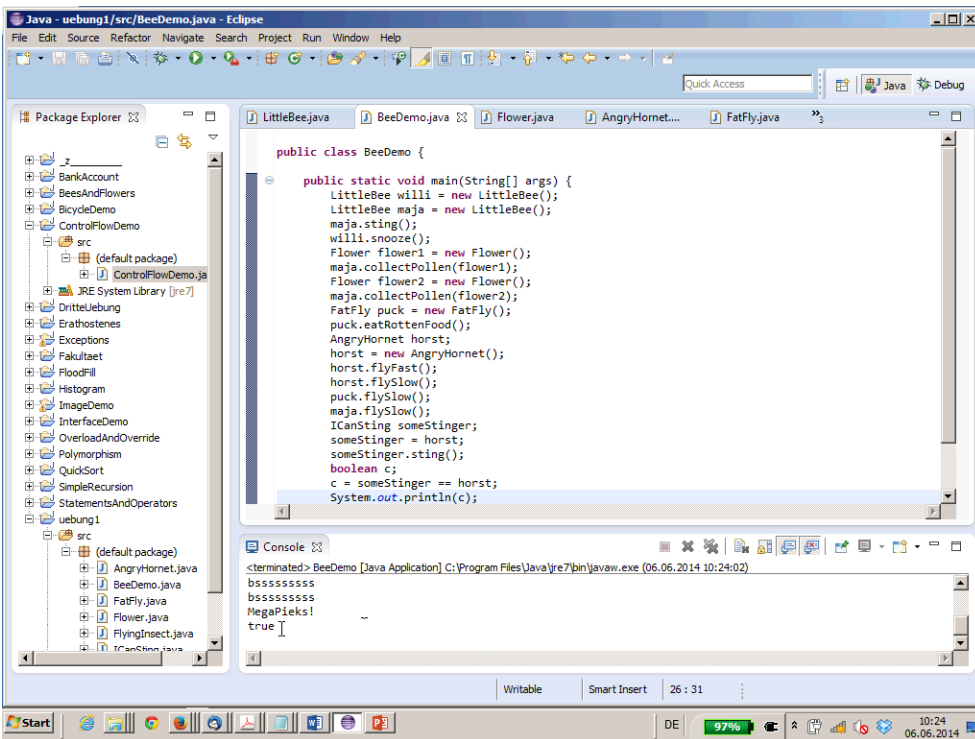 Java - uebung1/src/BeeDemo.java - Eclipse
File Edit Source Refactor Navigate Search Project Run Window Help
Quick Access
Java
Debug
Package Explorer
_z________
BankAccount
BeesAndFlowers
BicycleDemo
ControlFlowDemo
src
(default package)
ControlFlowDemo.ja
JRE System Library [jre7]
DritteUebung
Erathostenes
Exceptions
Fakultaet
FloodFill
Histogram
ImageDemo
InterfaceDemo
OverloadAndOverride
Polymorphism
QuickSort
SimpleRecursion
StatementsAndOperators
uebung1
src
(default package)
AngryHornet.java
BeeDemo.java
FatFly.java
Flower.java
FlyingInsect.java
ICanSting.java
LittleBee.java BeeDemo.java Flower.java AngryHornet.... FatFly.java »3
public class BeeDemo {
public static void main(String[] args) {
LittleBee willi = new LittleBee();
LittleBee maja = new LittleBee();
maja.sting();
willi.snooze();
Flower flower1 = new Flower();
maja.collectPollen(flower1);
Flower flower2 = new Flower();
maja.collectPollen(flower2);
FatFly puck = new FatFly();
puck.eatRottenFood();
AngryHornet horst;
horst = new AngryHornet();
horst.flyFast();
horst.flySlow();
puck.flySlow();
maja.flySlow();
ICanSting someStinger;
someStinger = horst;
someStinger.sting();
boolean c;
c = someStinger == horst;
System.out.println(c);
Console
<terminated> BeeDemo [Java Application] C:\Program Files\Java\jre7\bin\javaw.exe (06.06.2014 10:24:02)
bsssssssss
bsssssssss
MegaPieks!
true
Writable Smart Insert 26 : 31
Start
DE
97%
10:24
06.06.2014